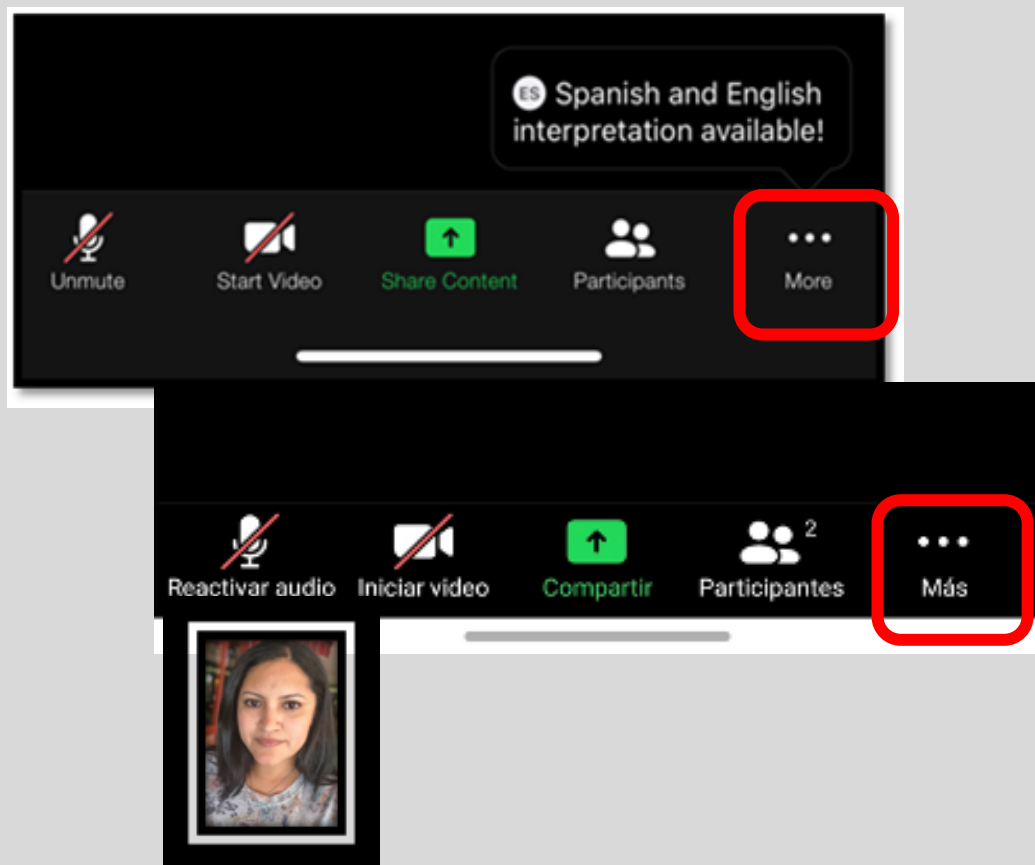 ES Spanish and English
interpretation available!
Unmute Start Video Share Content Participants More
2
Reactivar audio Iniciar video Compartir Participantes Más